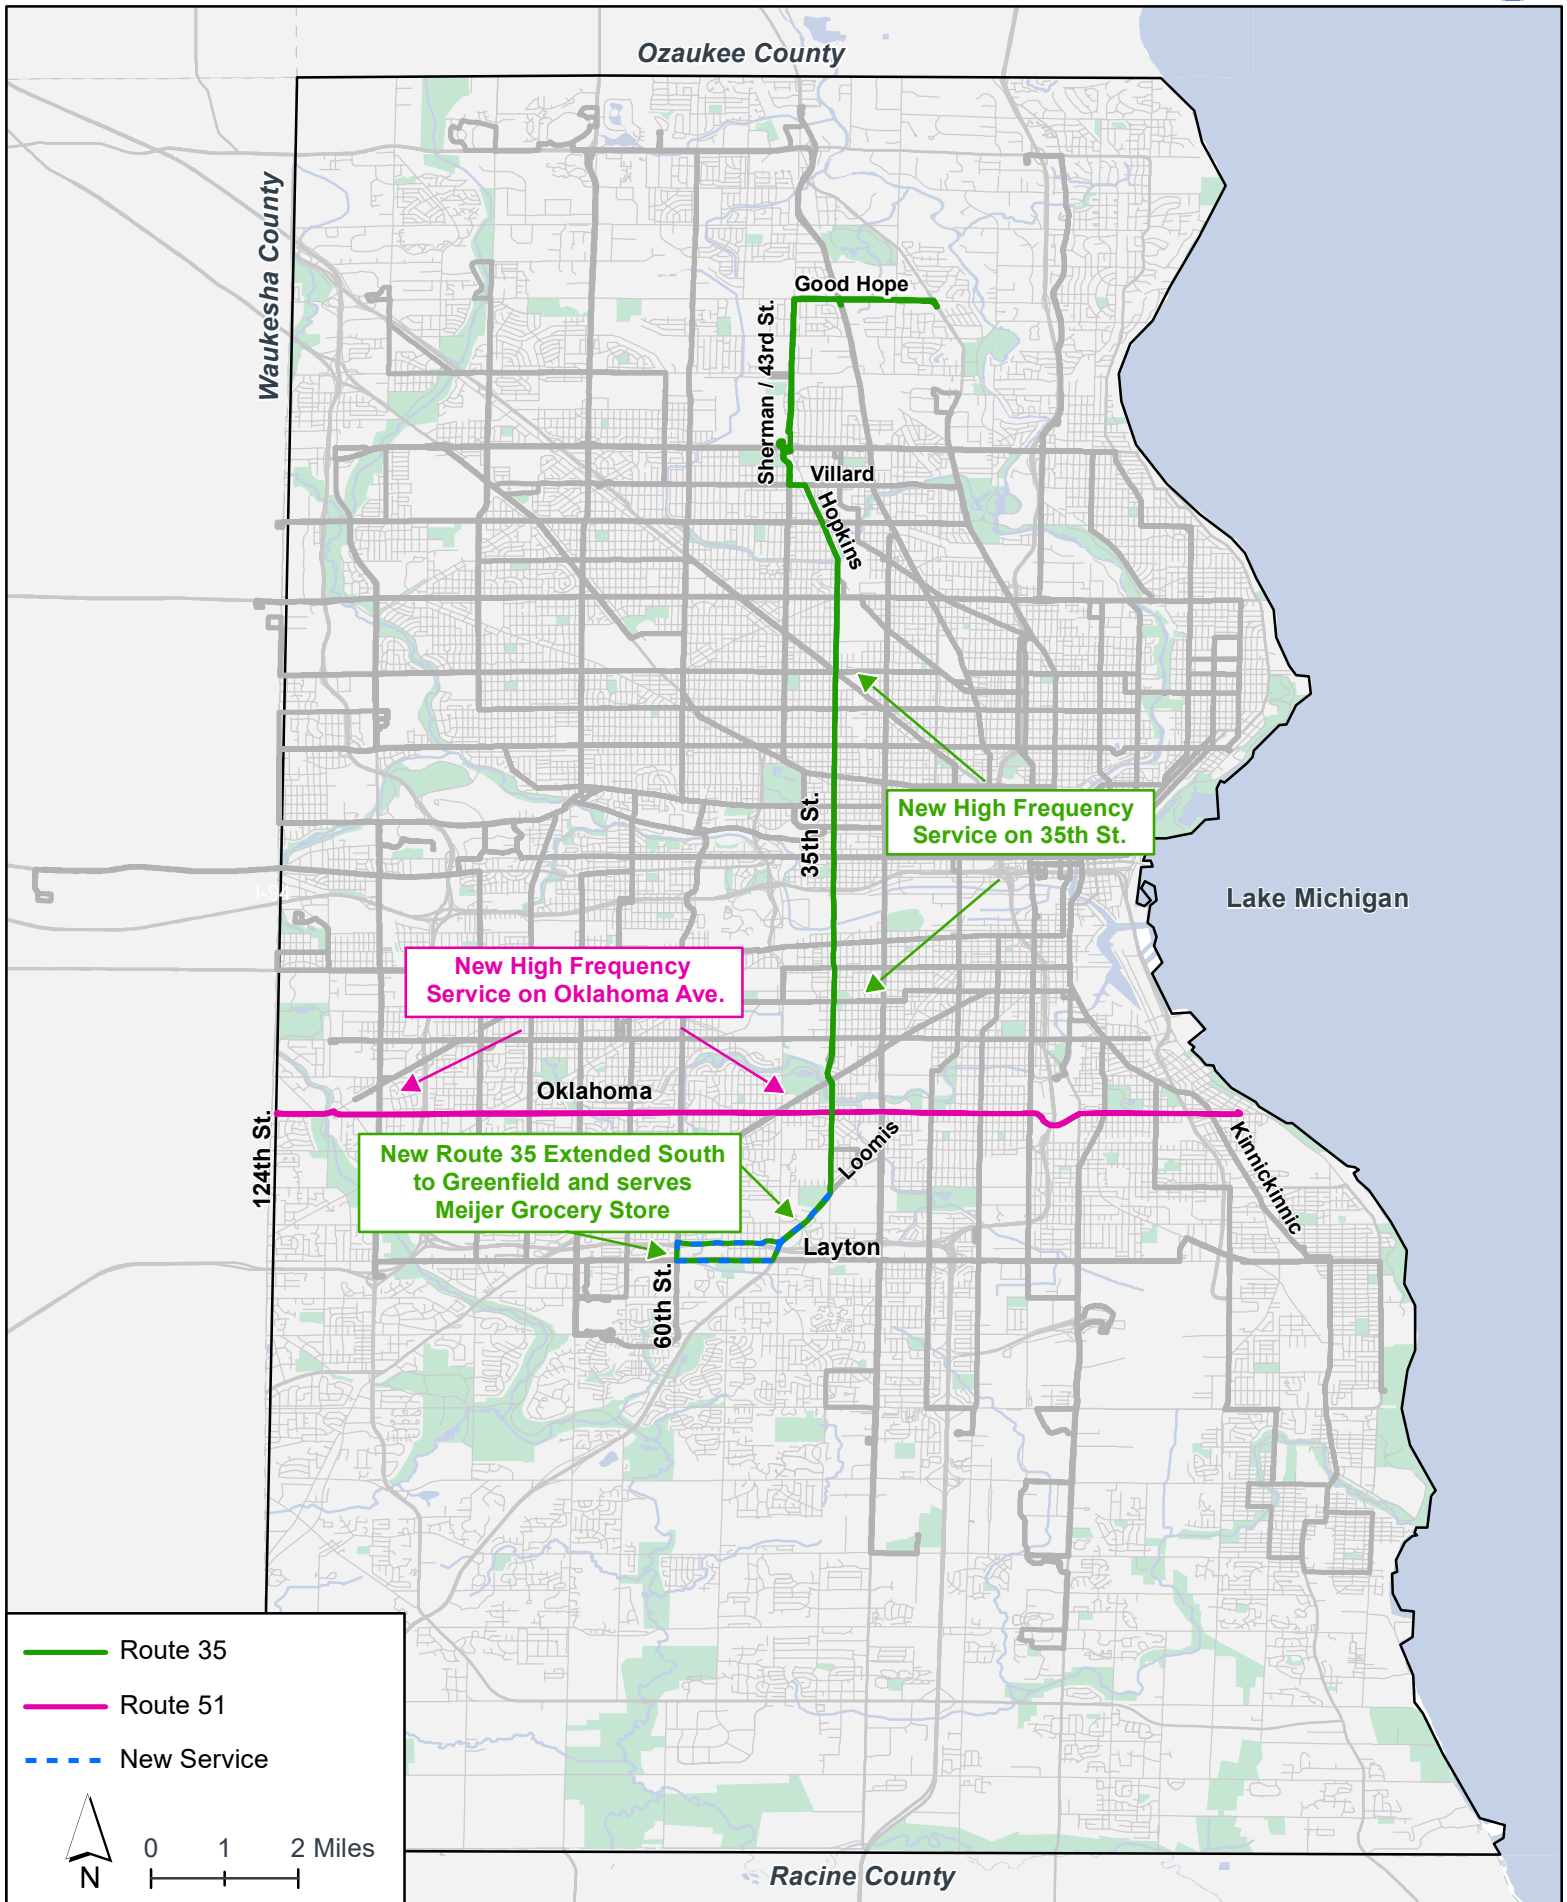 Ozaukee County
Waukesha County
Good Hope
Sherman / 43rd St.
Villard
Hopkins
35th St.
New High Frequency
Service on 35th St.
Lake Michigan
New High Frequency
Service on Oklahoma Ave.
Oklahoma
124th St.
Loomis
Kinnickinnic
New Route 35 Extended South
to Greenfield and serves
Meijer Grocery Store
Layton
60th St.
Route 35
Route 51
New Service
N
0 1 2 Miles
Racine County